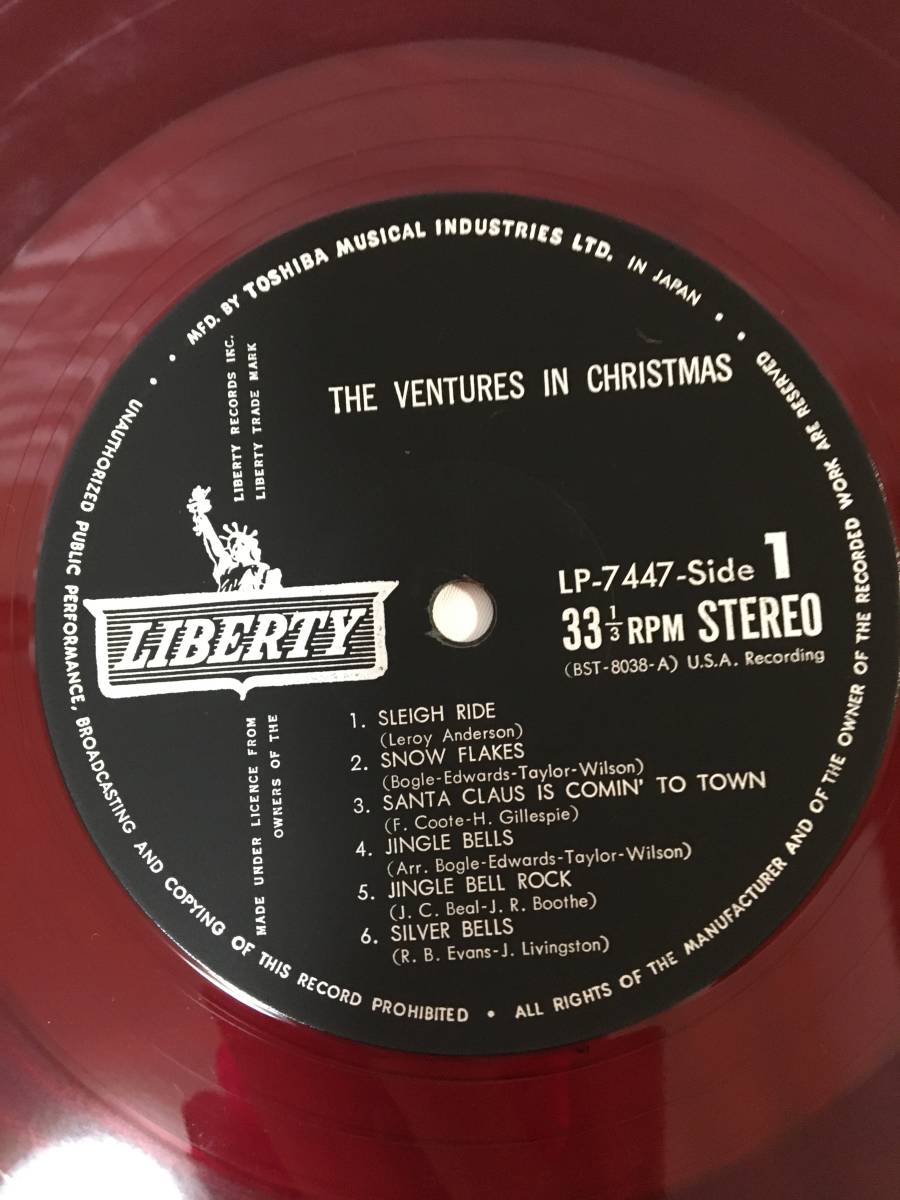 MFD. BY TOSHIBA MUSICAL INDUSTRIES LTD. IN JAPAN
LIBERTY RECORDS INC.
LIBERTY TRADE MARK
THE VENTURES IN CHRISTMAS
LIBERTY
LP-7447-Side 1
33 1/3 RPM STEREO
(BST-8038-A) U.S.A. Recording
1. SLEIGH RIDE
(Leroy Anderson)
2. SNOW FLAKES
(Bogle-Edwards-Taylor-Wilson)
3. SANTA CLAUS IS COMIN' TO TOWN
(F. Coote-H. Gillespie)
4. JINGLE BELLS
(Arr. Bogle-Edwards-Taylor-Wilson)
5. JINGLE BELL ROCK
(J. C. Beal-J. R. Boothe)
6. SILVER BELLS
(R. B. Evans-J. Livingston)
MADE UNDER LICENCE FROM
OWNERS OF THE
UNAUTHORIZED PUBLIC PERFORMANCE, BROADCASTING AND COPYING OF THIS RECORD PROHIBITED • ALL RIGHTS OF THE MANUFACTURER AND OF THE OWNER OF THE RECORDED WORK ARE RESERVED